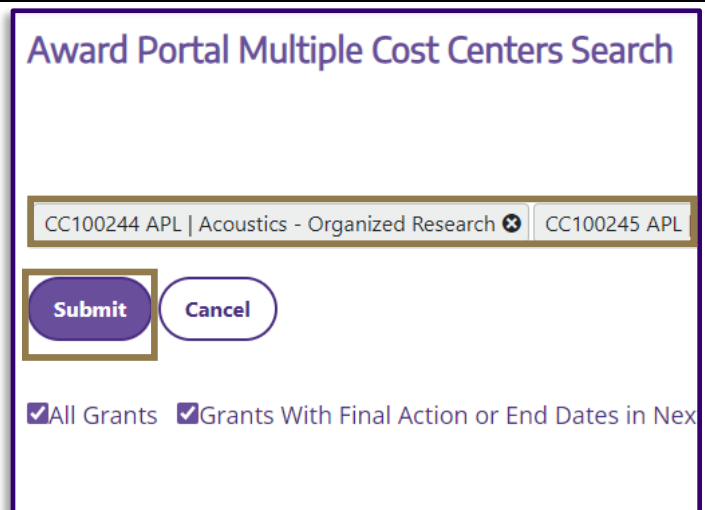 Award Portal Multiple Cost Centers Search
CC100244 APL | Acoustics - Organized Research CC100245 APL |
Submit Cancel
All Grants Grants With Final Action or End Dates in Nex